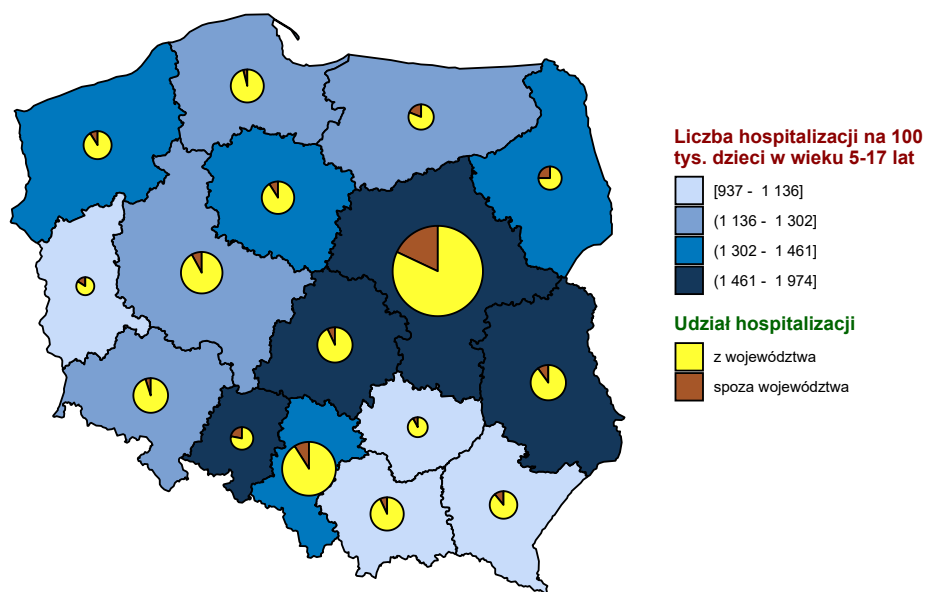 Liczba hospitalizacji na 100
tys. dzieci w wieku 5-17 lat
[937 - 1 136]
(1 136 - 1 302]
(1 302 - 1 461]
(1 461 - 1 974]
Udział hospitalizacji
z województwa
spoza województwa